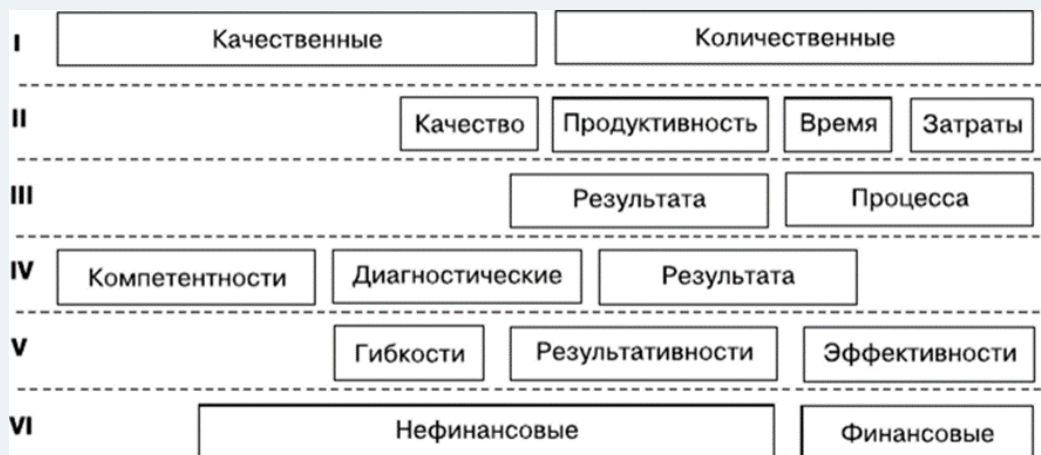 I Качественные Количественные
II Качество Продуктивность Время Затраты
III Результата Процесса
IV Компетентности Диагностические Результата
V Гибкости Результативности Эффективности
VI Нефинансовые Финансовые